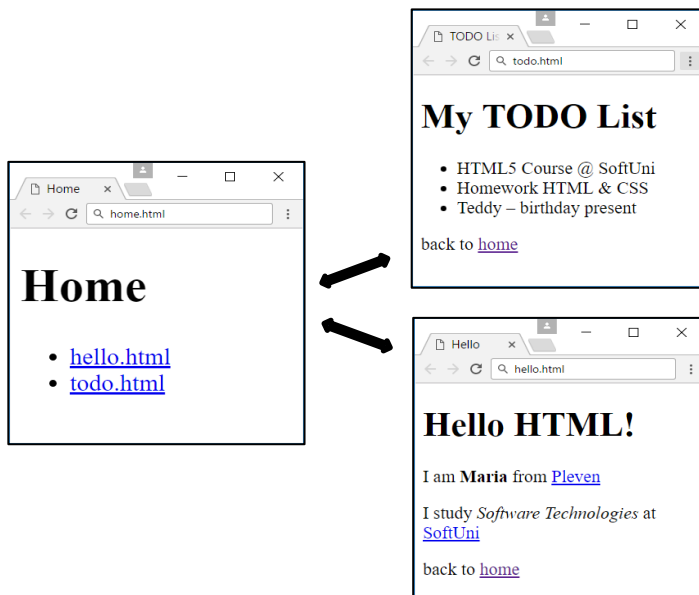 Home
home.html
Home
• hello.html
• todo.html
TODO Lis
todo.html
My TODO List
• HTML5 Course @ SoftUni
• Homework HTML & CSS
• Teddy – birthday present
back to home
Hello
hello.html
Hello HTML!
I am Maria from Pleven
I study Software Technologies at
SoftUni
back to home